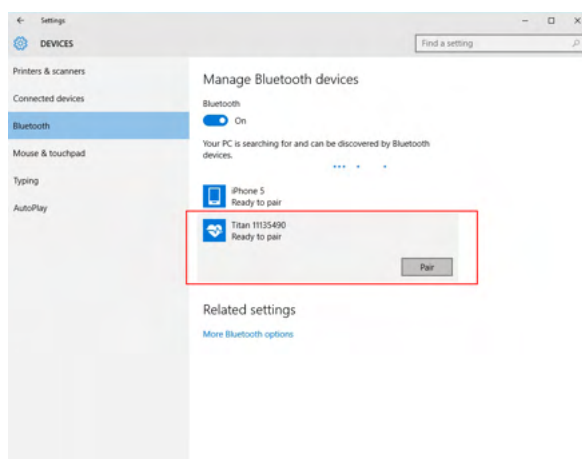 Settings
DEVICES
Find a setting
Printers & scanners
Connected devices
Bluetooth
Mouse & touchpad
Typing
AutoPlay
Manage Bluetooth devices
Bluetooth
On
Your PC is searching for and can be discovered by Bluetooth
devices.
iPhone 5
Ready to pair
Titan 11135490
Ready to pair
Pair
Related settings
More Bluetooth options